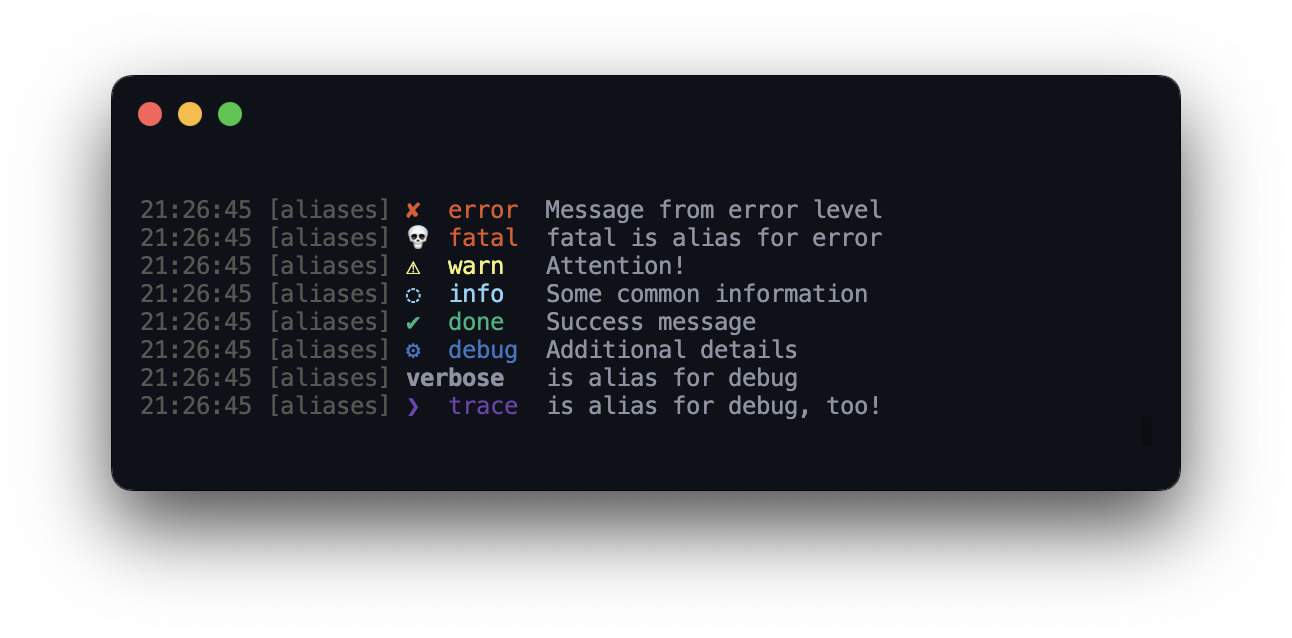 21:26:45 [aliases] ✘ error Message from error level
21:26:45 [aliases] 💀 fatal fatal is alias for error
21:26:45 [aliases] ⚠ warn Attention!
21:26:45 [aliases] ◌ info Some common information
21:26:45 [aliases] ✔ done Success message
21:26:45 [aliases] ⚙ debug Additional details
21:26:45 [aliases] verbose is alias for debug
21:26:45 [aliases] ❯ trace is alias for debug, too!